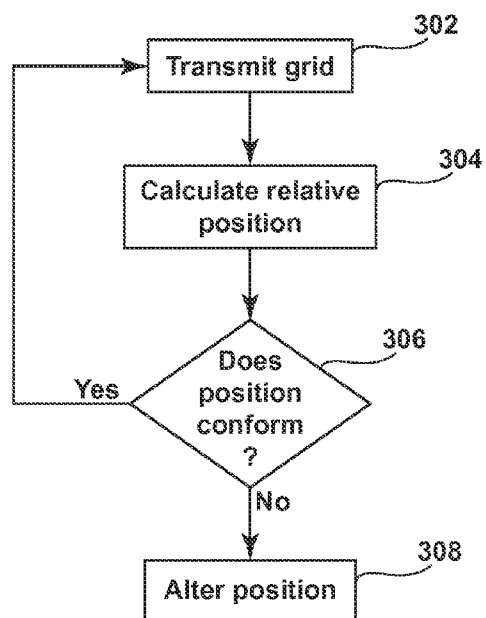 302
Transmit grid
304
Calculate relative
position
306
Does
position
conform
?
Yes
No
308
Alter position